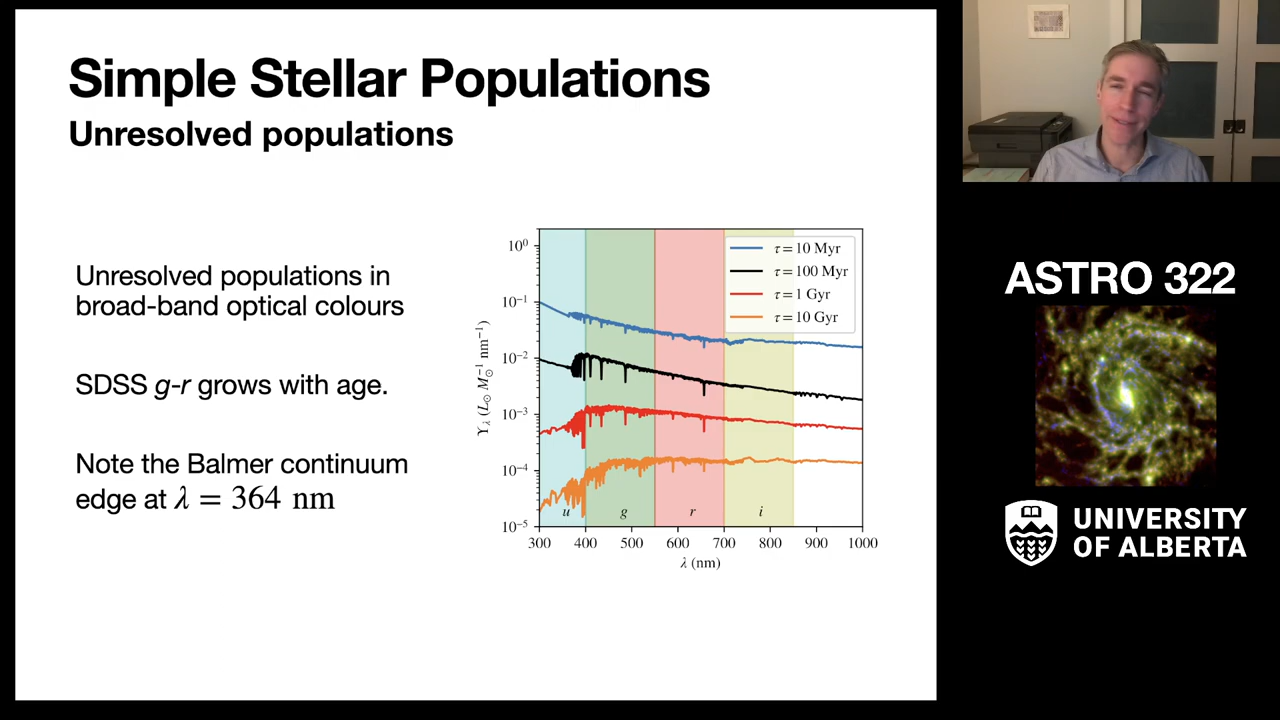 Simple Stellar Populations
Unresolved populations
Unresolved populations in
broad-band optical colours
SDSS g-r grows with age.
Note the Balmer continuum
edge at λ = 364 nm
10⁰
10⁻¹
10⁻²
10⁻³
10⁻⁴
10⁻⁵
ϒ_λ (L_⊙ M_⊙⁻¹ nm⁻¹)
τ = 10 Myr
τ = 100 Myr
τ = 1 Gyr
τ = 10 Gyr
u g r i
300 400 500 600 700 800 900 1000
λ (nm)
ASTRO 322
UNIVERSITY
OF ALBERTA